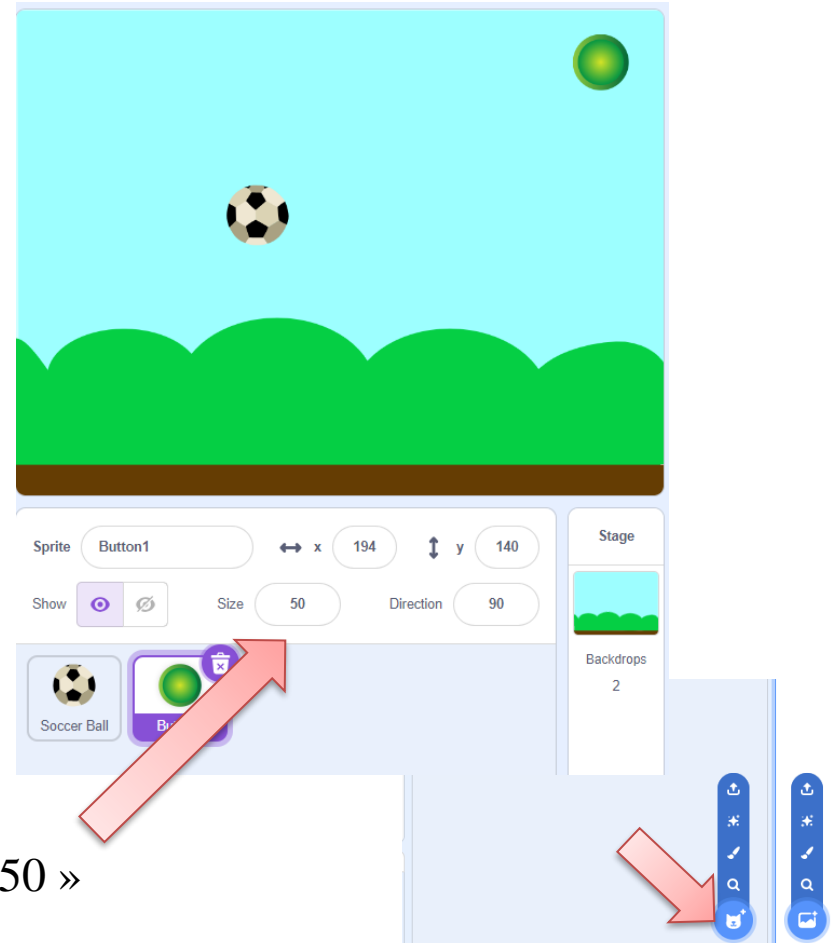 Sprite Button1 x 194 y 140
Show Size 50 Direction 90
Stage
Backdrops
2
Soccer Ball
50 »